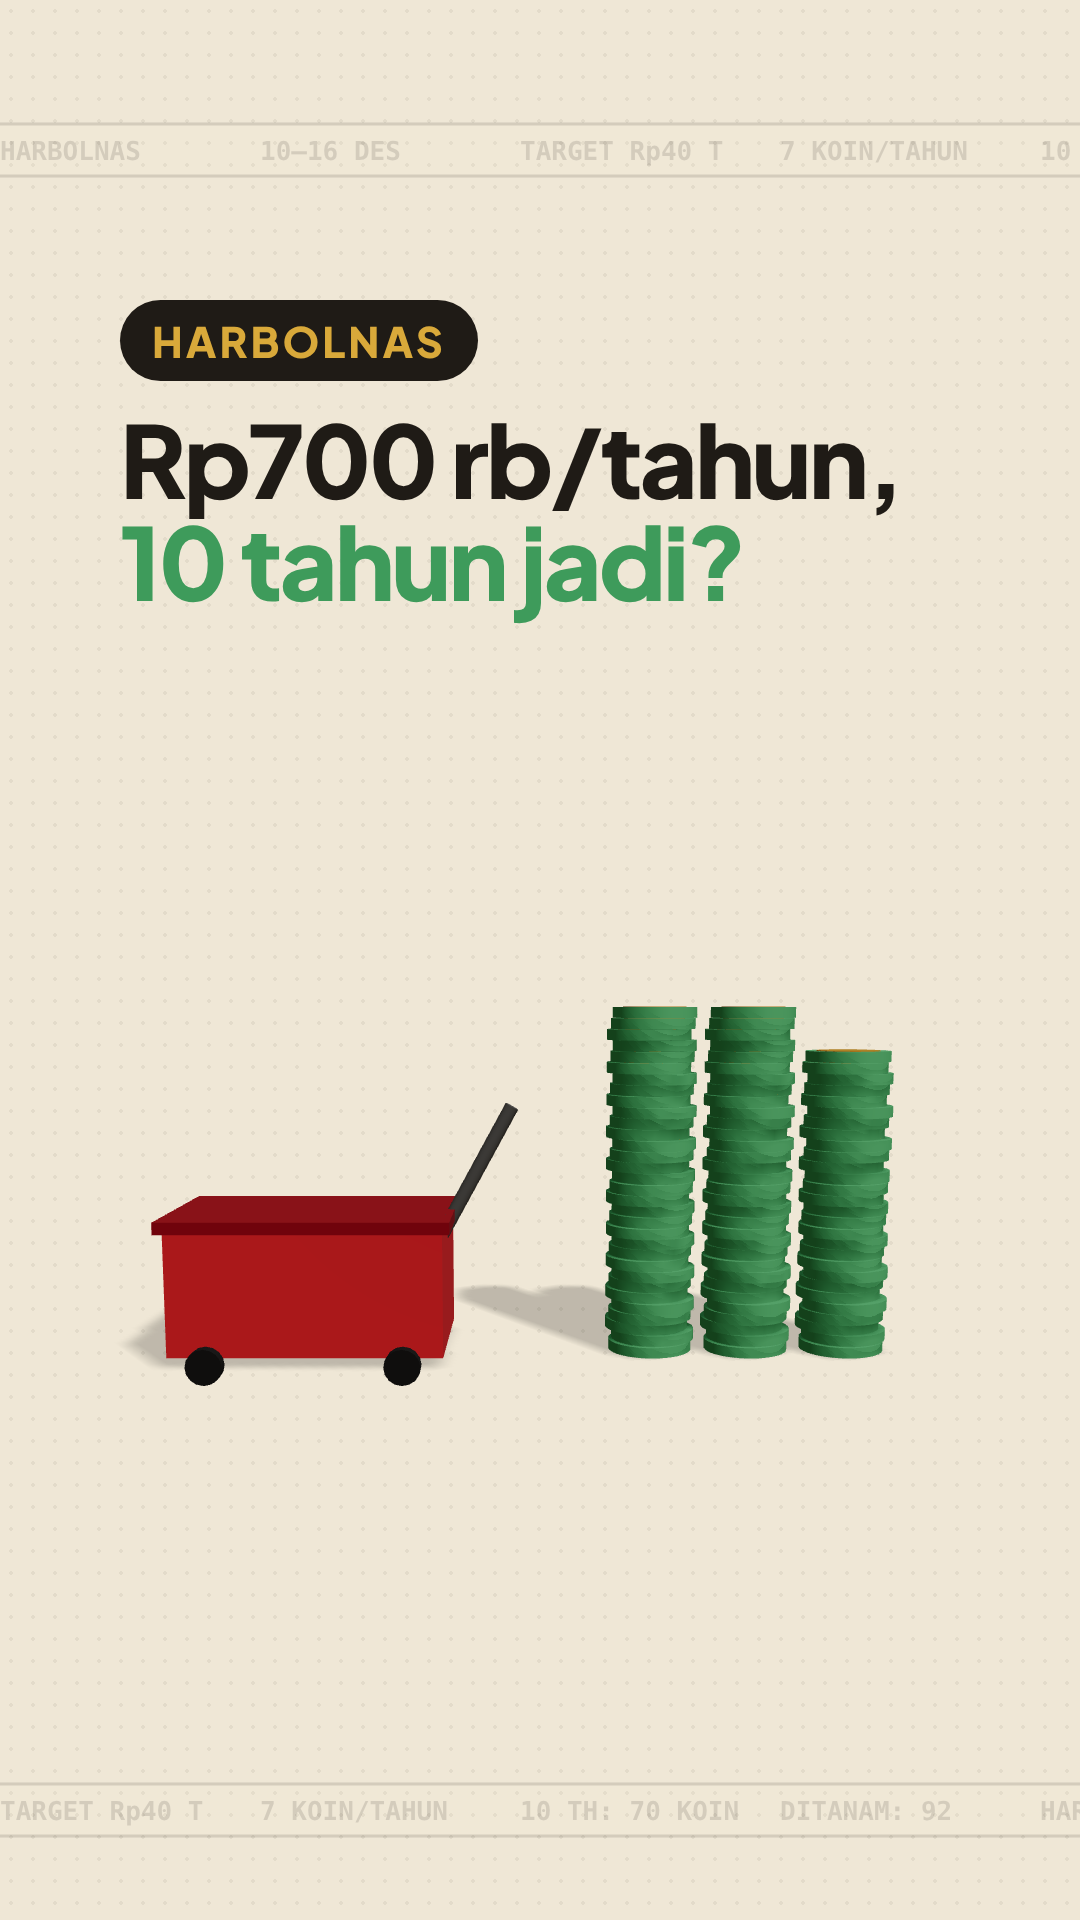 HARBOLNAS 10–16 DES TARGET Rp40 T 7 KOIN/TAHUN 10
HARBOLNAS
Rp700 rb/tahun,
10 tahun jadi?
TARGET Rp40 T 7 KOIN/TAHUN 10 TH: 70 KOIN DITANAM: 92 HAR